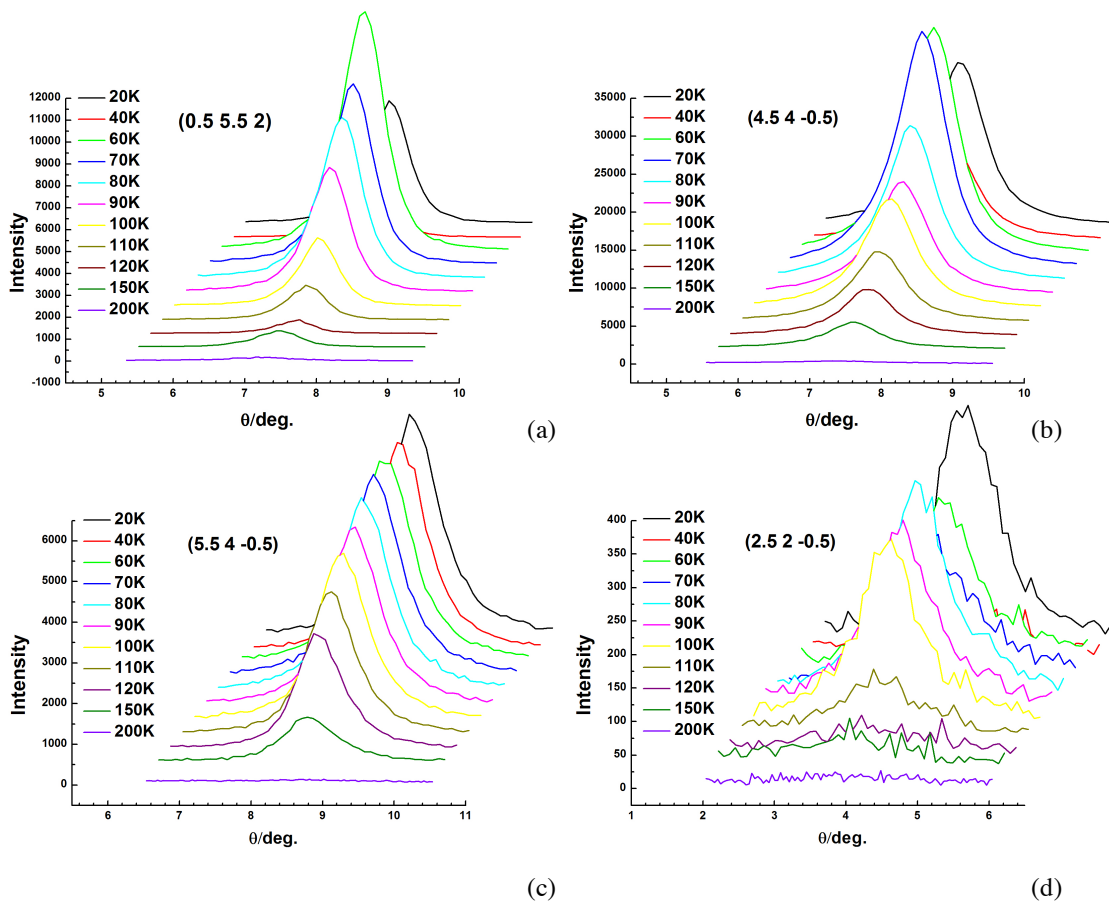 12000
11000
10000
9000
8000
7000
6000
5000
4000
3000
2000
1000
0
-1000
Intensity
20K
40K
60K
70K
80K
90K
100K
110K
120K
150K
200K
(0.5 5.5 2)
5 6 7 8 9 10
θ/deg.
(a)
35000
30000
25000
20000
15000
10000
5000
0
Intensity
20K
40K
60K
70K
80K
90K
100K
110K
120K
150K
200K
(4.5 4 -0.5)
5 6 7 8 9 10
θ/deg.
(b)
6000
5000
4000
3000
2000
1000
0
Intensity
20K
40K
60K
70K
80K
90K
100K
110K
120K
150K
200K
(5.5 4 -0.5)
6 7 8 9 10 11
θ/deg.
(c)
400
350
300
250
200
150
100
50
0
Intensity
20K
40K
60K
70K
80K
90K
100K
110K
120K
150K
200K
(2.5 2 -0.5)
1 2 3 4 5 6
θ/deg.
(d)